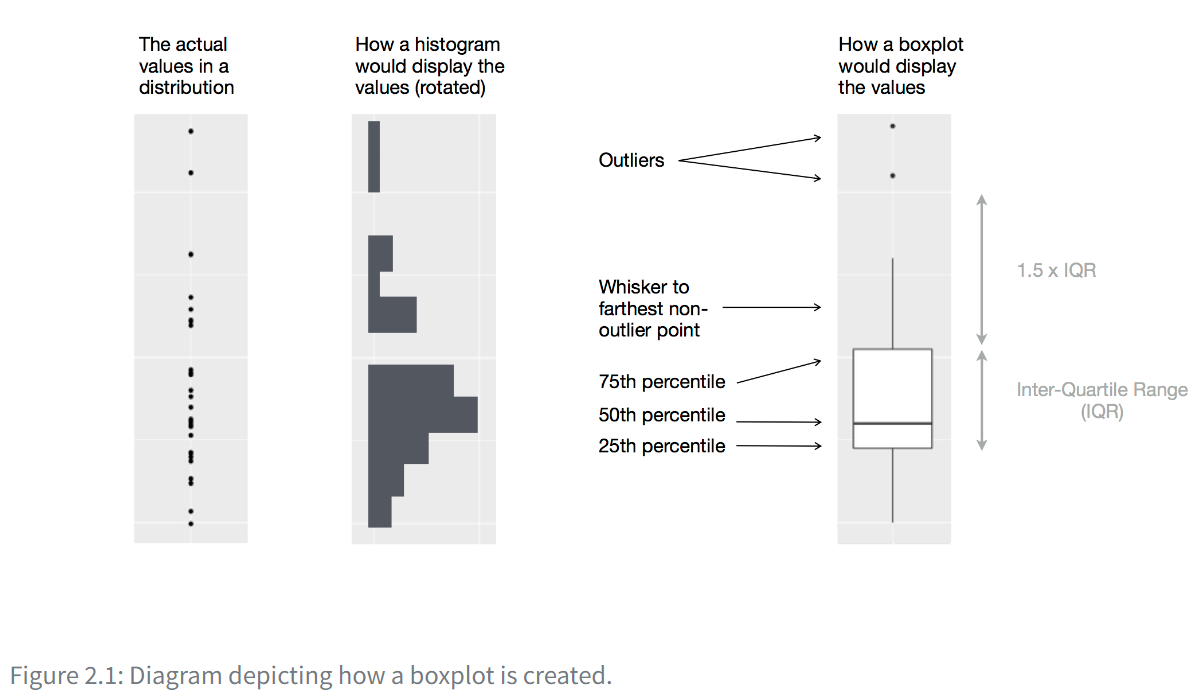 The actual
values in a
distribution
How a histogram
would display the
values (rotated)
How a boxplot
would display
the values
Outliers
1.5 x IQR
Whisker to
farthest non-
outlier point
75th percentile
50th percentile
25th percentile
Inter-Quartile Range
(IQR)
Figure 2.1: Diagram depicting how a boxplot is created.